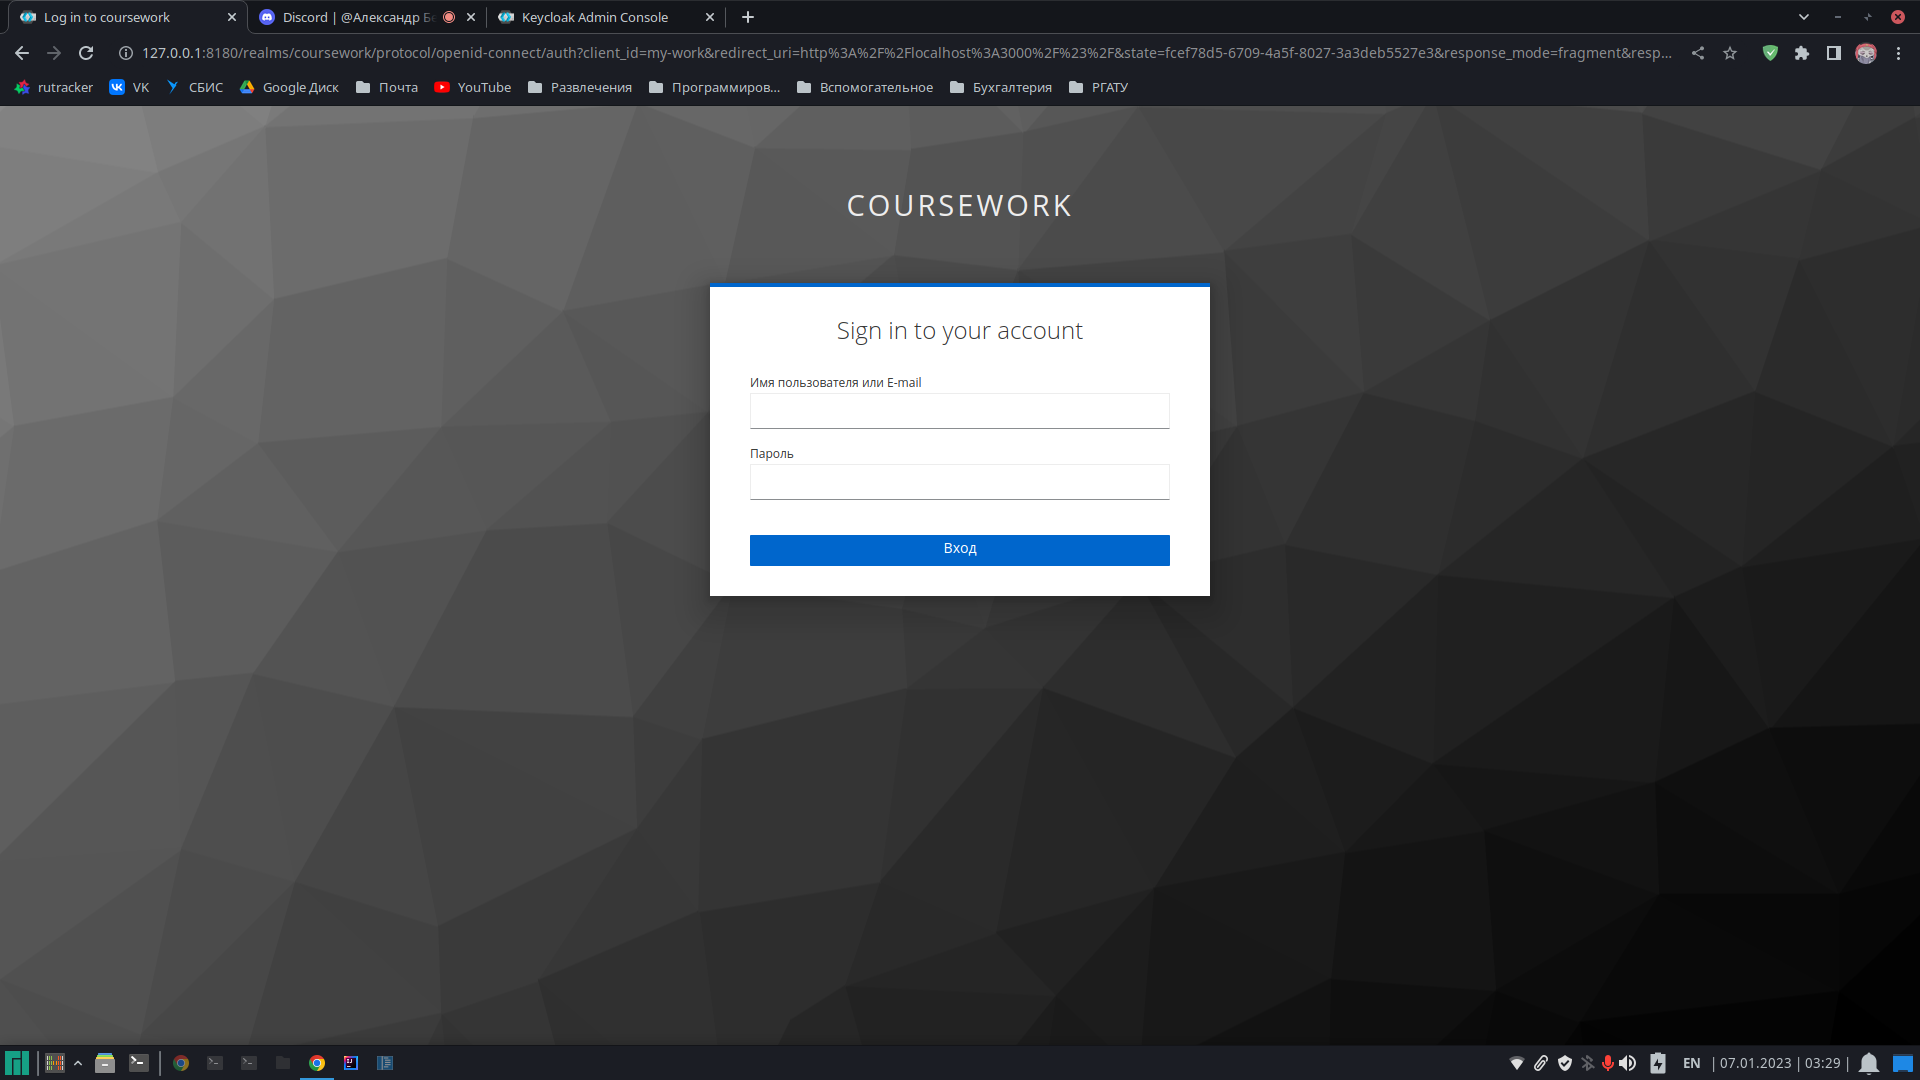 Log in to coursework
Discord | @Александр Бе
Keycloak Admin Console
127.0.0.1:8180/realms/coursework/protocol/openid-connect/auth?client_id=my-work&redirect_uri=http%3A%2F%2Flocalhost%3A3000%2F%23%2F&state=fcef78d5-6709-4a5f-8027-3a3deb5527e3&response_mode=fragment&resp...
rutracker
VK
СБИС
Google Диск
Почта
YouTube
Развлечения
Программиров...
Вспомогательное
Бухгалтерия
РГАТУ
COURSEWORK
Sign in to your account
Имя пользователя или E-mail
Пароль
Вход
EN | 07.01.2023 | 03:29 |